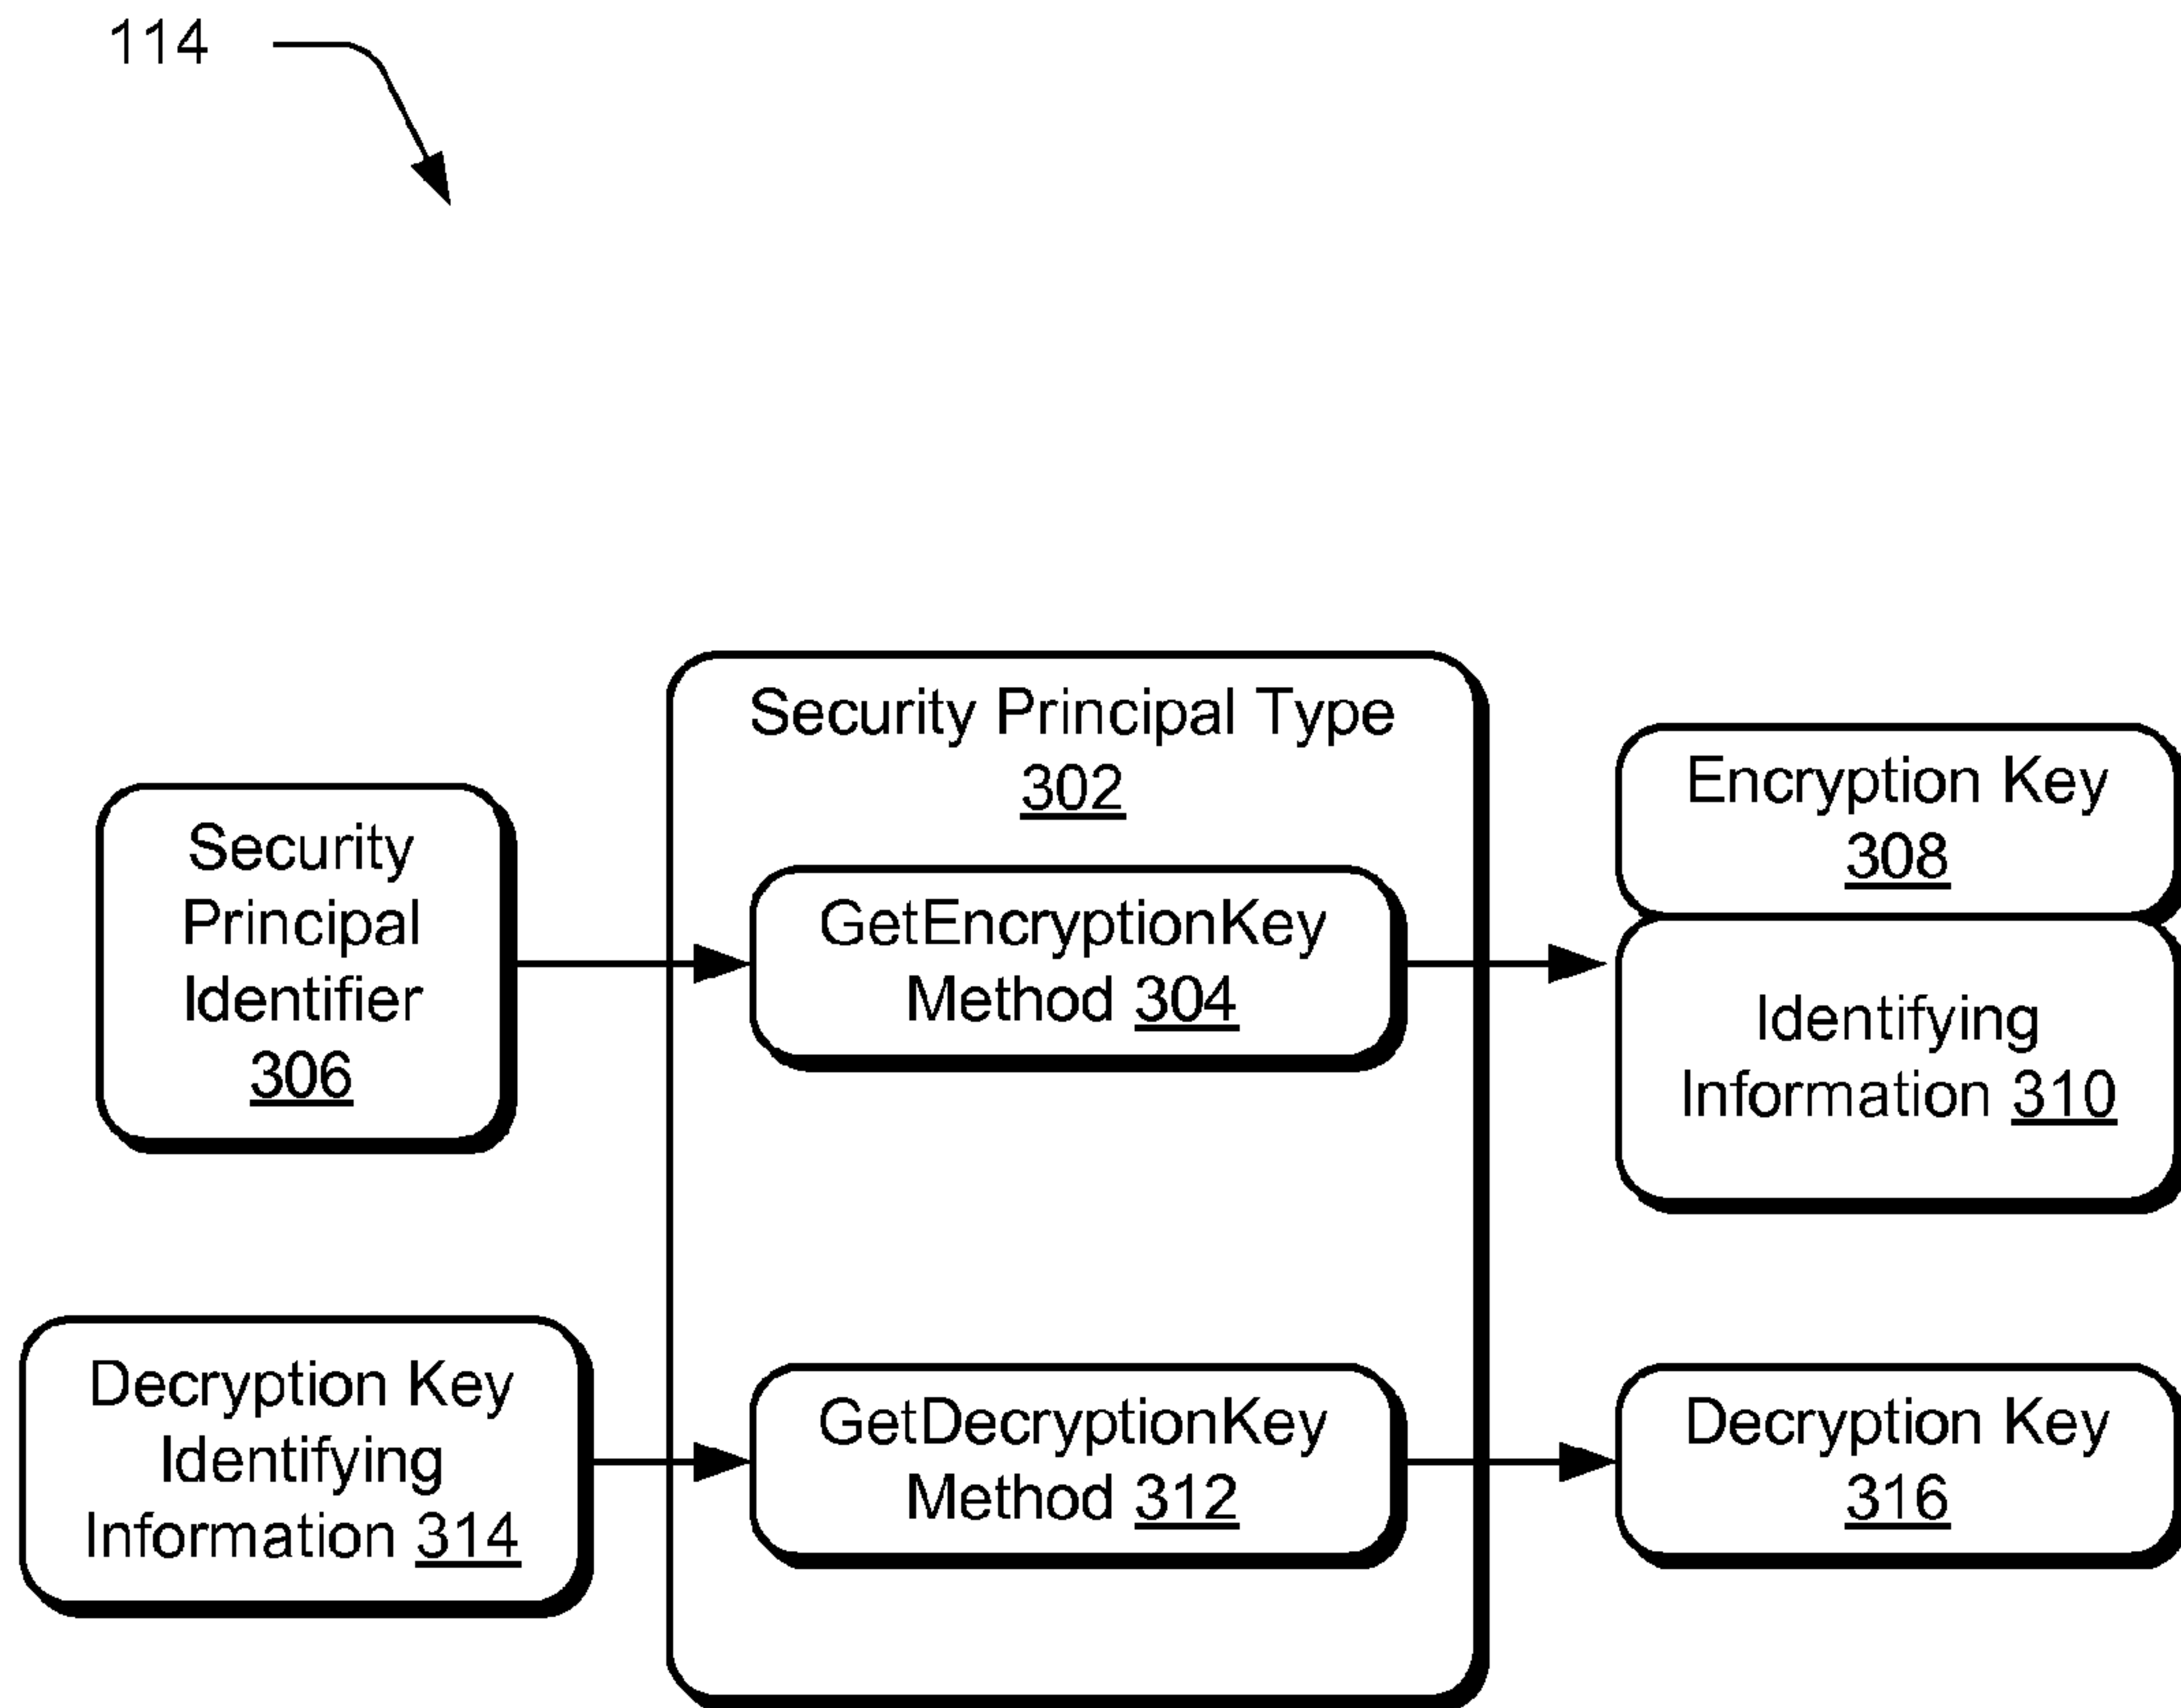 114
Security Principal Type
302
Security
Principal
Identifier
306
GetEncryptionKey
Method 304
Encryption Key
308
Identifying
Information 310
Decryption Key
Identifying
Information 314
GetDecryptionKey
Method 312
Decryption Key
316